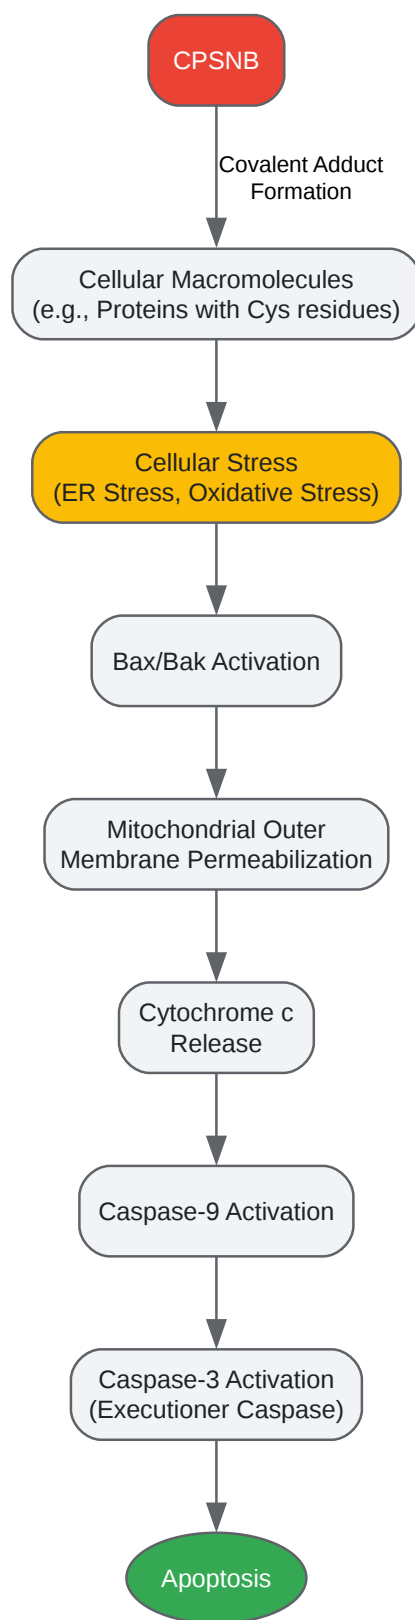 CPSNB
Covalent Adduct
Formation
Cellular Macromolecules
(e.g., Proteins with Cys residues)
Cellular Stress
(ER Stress, Oxidative Stress)
Bax/Bak Activation
Mitochondrial Outer
Membrane Permeabilization
Cytochrome c
Release
Caspase-9 Activation
Caspase-3 Activation
(Executioner Caspase)
Apoptosis